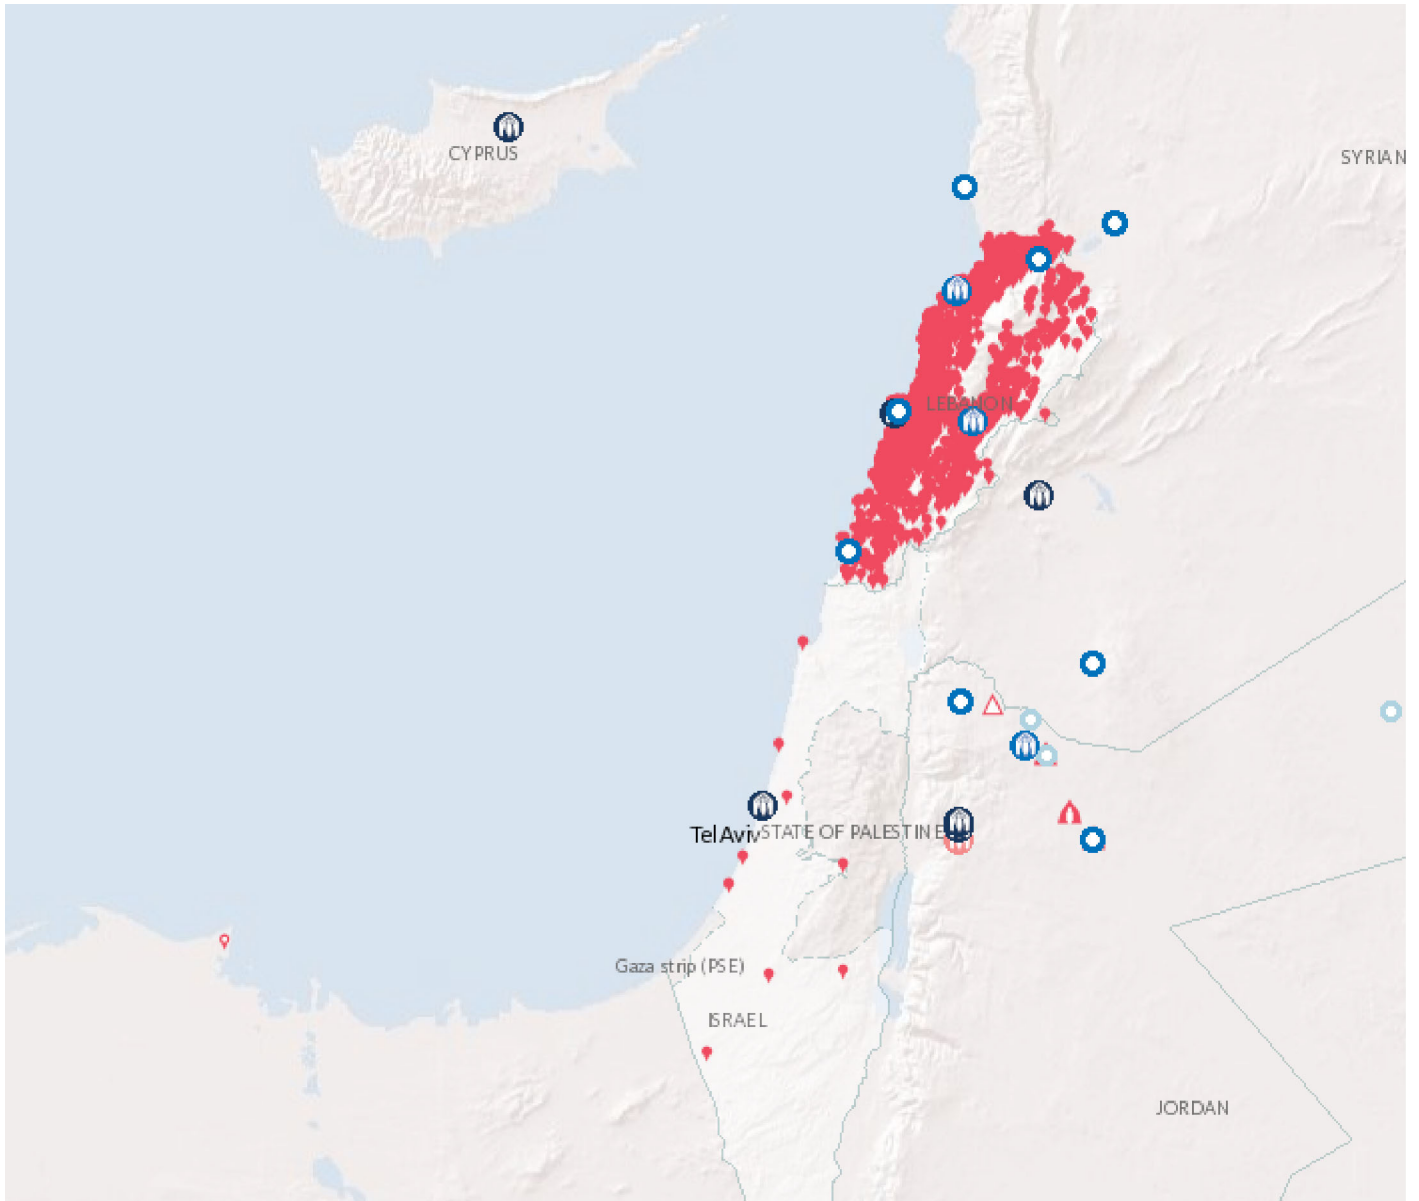 CYPRUS
SYRIAN
LEBANON
Tel Aviv
STATE OF PALESTINE
Gaza strip (PSE)
ISRAEL
JORDAN